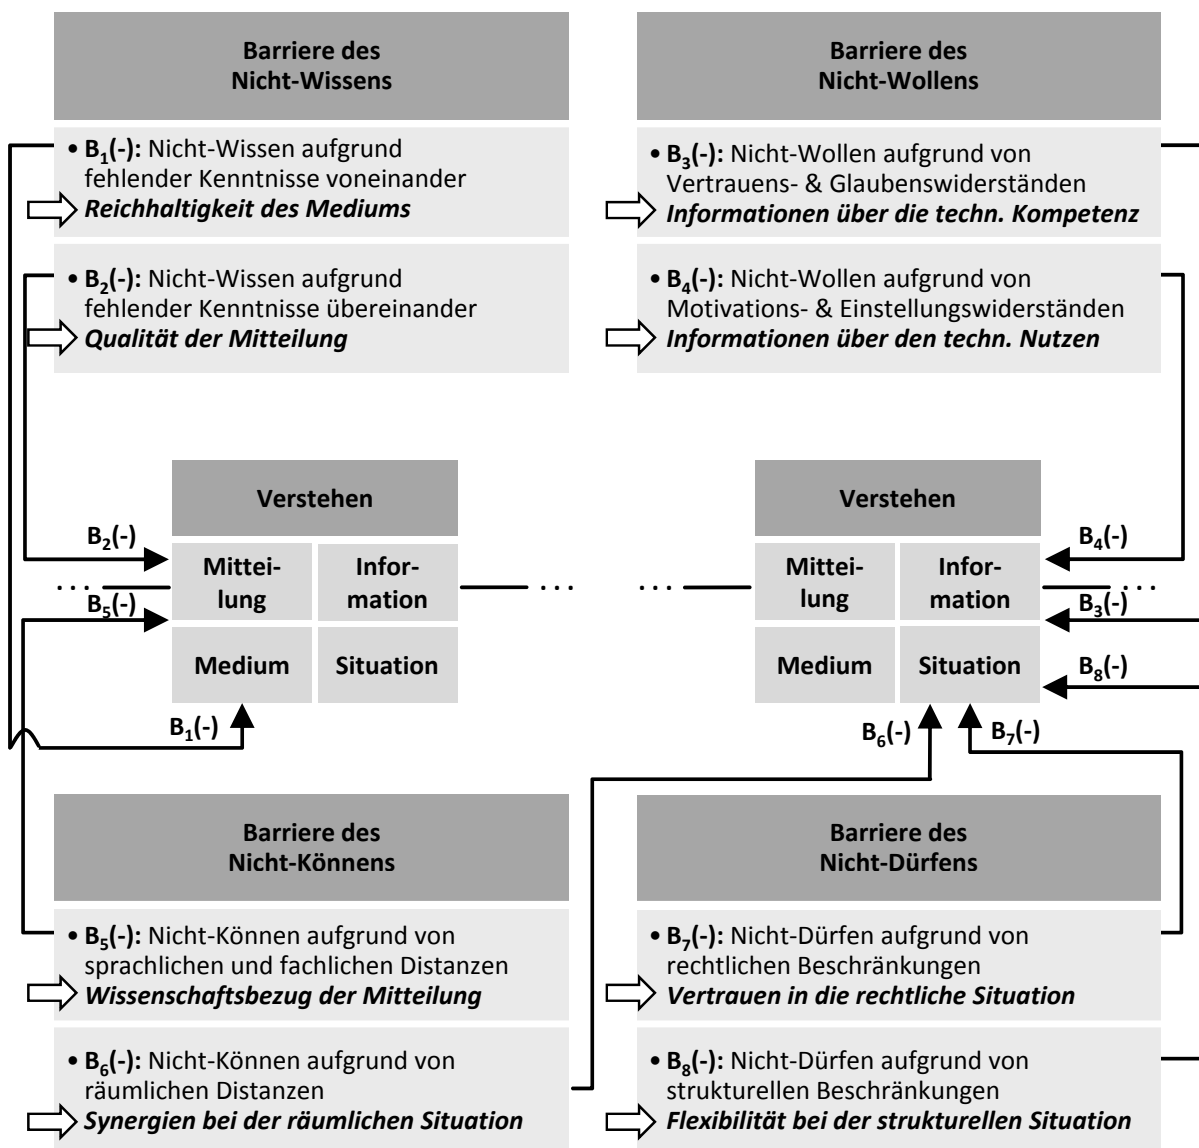 Barriere des
Nicht-Wissens
• B₁(-): Nicht-Wissen aufgrund
fehlender Kenntnisse voneinander
Reichhaltigkeit des Mediums
• B₂(-): Nicht-Wissen aufgrund
fehlender Kenntnisse übereinander
Qualität der Mitteilung
Barriere des
Nicht-Wollens
• B₃(-): Nicht-Wollen aufgrund von
Vertrauens- & Glaubenswiderständen
Informationen über die techn. Kompetenz
• B₄(-): Nicht-Wollen aufgrund von
Motivations- & Einstellungswiderständen
Informationen über den techn. Nutzen
Verstehen
B₂(-)
Mittei-
lung
Infor-
mation
... ...
B₅(-)
Medium
Situation
B₁(-)
Verstehen
B₄(-)
Mittei-
lung
Infor-
mation
... ...
B₃(-)
Medium
Situation
B₈(-)
B₆(-)
B₇(-)
Barriere des
Nicht-Könnens
• B₅(-): Nicht-Können aufgrund von
sprachlichen und fachlichen Distanzen
Wissenschaftsbezug der Mitteilung
• B₆(-): Nicht-Können aufgrund von
räumlichen Distanzen
Synergien bei der räumlichen Situation
Barriere des
Nicht-Dürfens
• B₇(-): Nicht-Dürfen aufgrund von
rechtlichen Beschränkungen
Vertrauen in die rechtliche Situation
• B₈(-): Nicht-Dürfen aufgrund von
strukturellen Beschränkungen
Flexibilität bei der strukturellen Situation